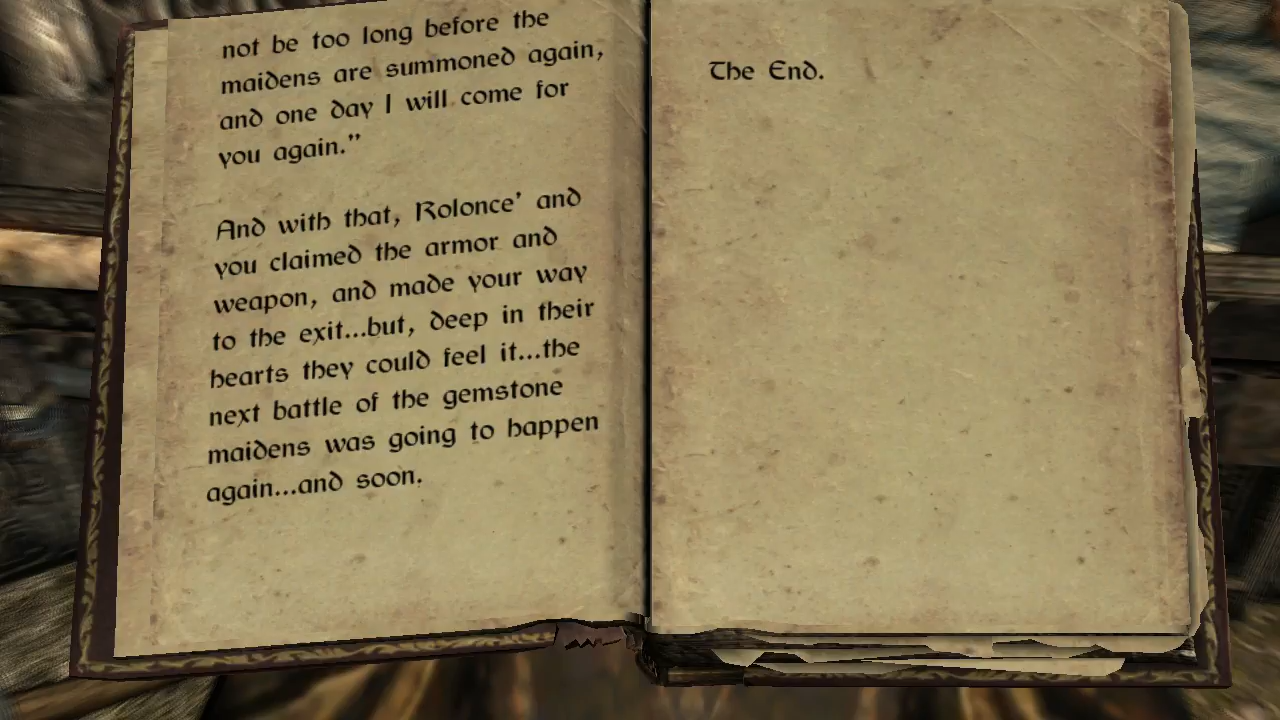 not be too long before the
maidens are summoned again,
and one day I will come for
you again.”
And with that, Rolonce' and
you claimed the armor and
weapon, and made your way
to the exit...but, deep in their
hearts they could feel it...the
next battle of the gemstone
maidens was going to happen
again...and soon.
The End.